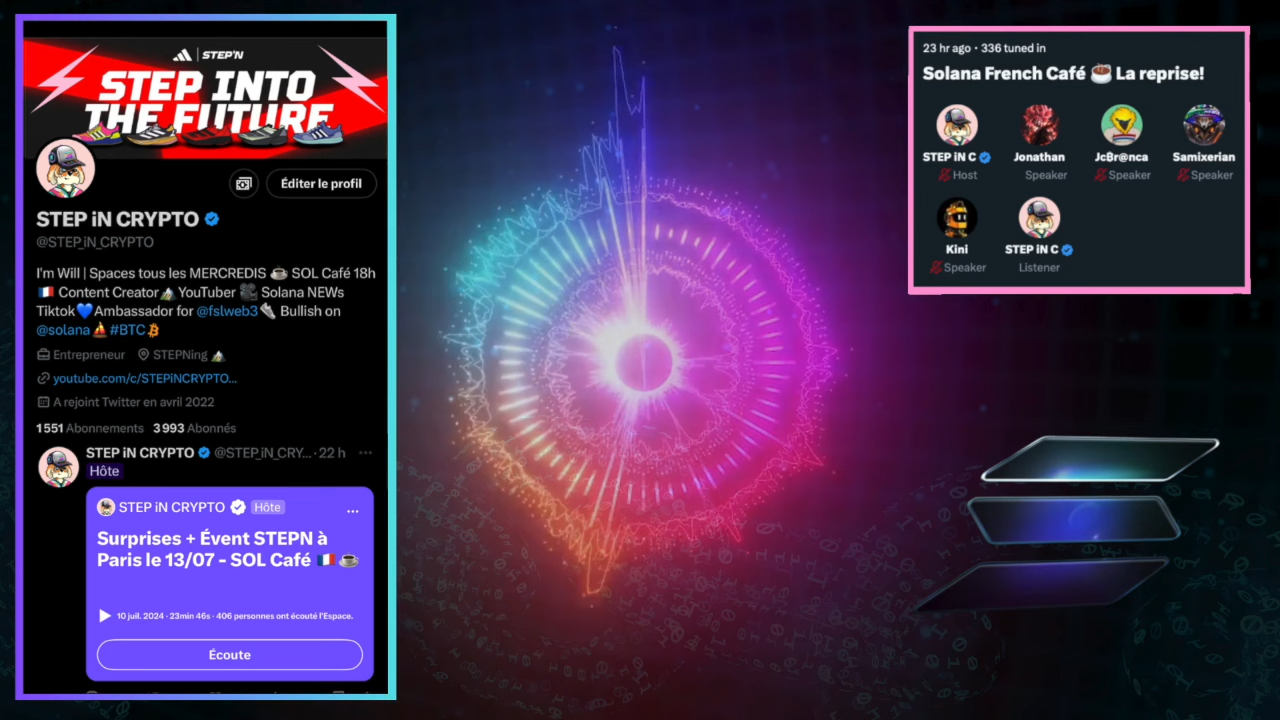 STEP'N
STEP INTO
THE FUTURE
Éditer le profil
STEP iN CRYPTO
@STEP_iN_CRYPTO
I'm Will | Spaces tous les MERCREDIS ☕ SOL Café 18h
🇫🇷 Content Creator🏔️ YouTuber 🎥 Solana NEWs
Tiktok💙Ambassador for @fslweb3👟 Bullish on
@solana🔥 #BTC₿
Entrepreneur STEPNing 🏔️
youtube.com/c/STEPiNCRYPTO...
A rejoint Twitter en avril 2022
1551 Abonnements 3 993 Abonnés
STEP iN CRYPTO @STEP_iN_CRY... · 22 h ...
Hôte
STEP iN CRYPTO Hôte ...
Surprises + Évent STEPN à
Paris le 13/07 - SOL Café 🇫🇷 ☕
10 juil. 2024 · 23min 46s · 406 personnes ont écouté l'Espace.
Écoute
23 hr ago · 336 tuned in
Solana French Café ☕ La reprise!
STEP iN C Jonathan JcBr@nca Samixerian
Host Speaker Speaker Speaker
Kini STEP iN C
Speaker Listener